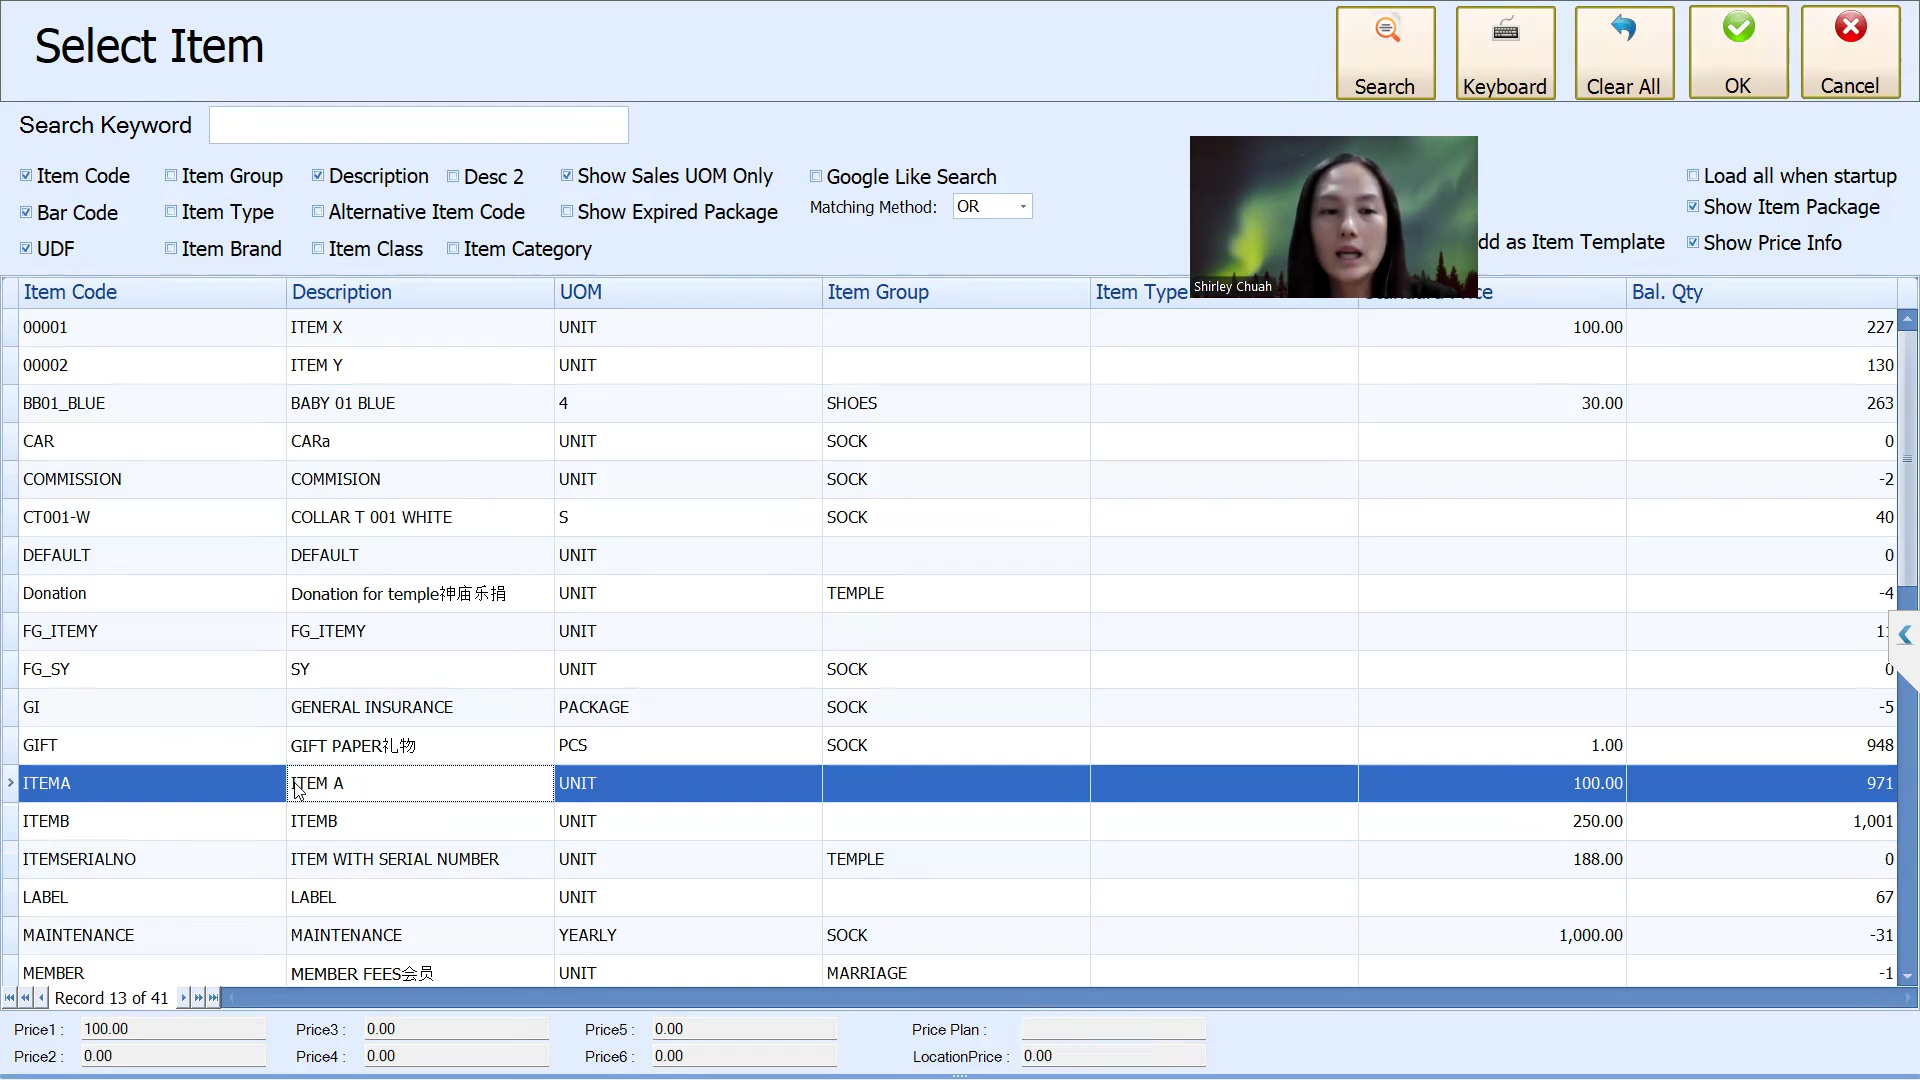 Select Item
Search
Keyboard
Clear All
OK
Cancel
Search Keyword
Item Code
Item Group
Description
Desc 2
Show Sales UOM Only
Google Like Search
Load all when startup
Bar Code
Item Type
Alternative Item Code
Show Expired Package
Matching Method: OR
Show Item Package
UDF
Item Brand
Item Class
Item Category
dd as Item Template
Show Price Info
Shirley Chuah
Item Code Description UOM Item Group Item Type Bal. Qty
00001 ITEM X UNIT 100.00 227
00002 ITEM Y UNIT 130
BB01_BLUE BABY 01 BLUE 4 SHOES 30.00 263
CAR CARa UNIT SOCK 0
COMMISSION COMMISION UNIT SOCK -2
CT001-W COLLAR T 001 WHITE S SOCK 40
DEFAULT DEFAULT UNIT 0
Donation Donation for temple神庙乐捐 UNIT TEMPLE -4
FG_ITEMY FG_ITEMY UNIT
FG_SY SY UNIT SOCK 0
GI GENERAL INSURANCE PACKAGE SOCK -5
GIFT GIFT PAPER礼物 PCS SOCK 1.00 948
ITEMA ITEM A UNIT 100.00 971
ITEMB ITEMB UNIT 250.00 1,001
ITEMSERIALNO ITEM WITH SERIAL NUMBER UNIT TEMPLE 188.00 0
LABEL LABEL UNIT 67
MAINTENANCE MAINTENANCE YEARLY SOCK 1,000.00 -31
MEMBER MEMBER FEES会员 UNIT MARRIAGE -1
Record 13 of 41
Price1 : 100.00 Price3 : 0.00 Price5 : 0.00 Price Plan :
Price2 : 0.00 Price4 : 0.00 Price6 : 0.00 LocationPrice : 0.00